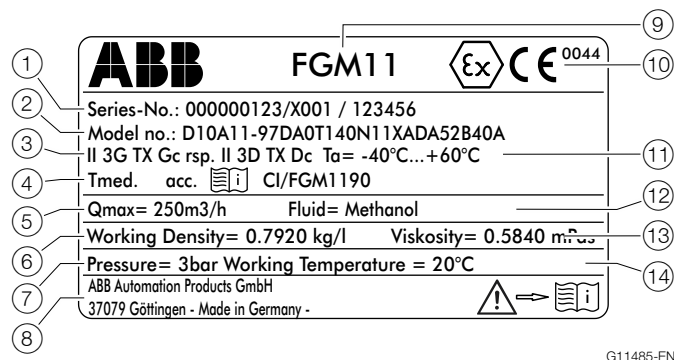 9
ABB FGM11 Ex CE 0044
10
1
Series-No.: 000000123/X001 / 123456
2
Model no.: D10A11-97DA0T140N11XADA52B40A
3
II 3G TX Gc rsp. II 3D TX Dc Ta= -40°C...+60°C
11
4
Tmed. acc. i CI/FGM1190
5
Qmax= 250m3/h Fluid= Methanol
12
6
Working Density= 0.7920 kg/l Viskosity= 0.5840 mPas
13
7
Pressure= 3bar Working Temperature = 20°C
14
8
ABB Automation Products GmbH
37079 Göttingen - Made in Germany -
! i
G11485-EN